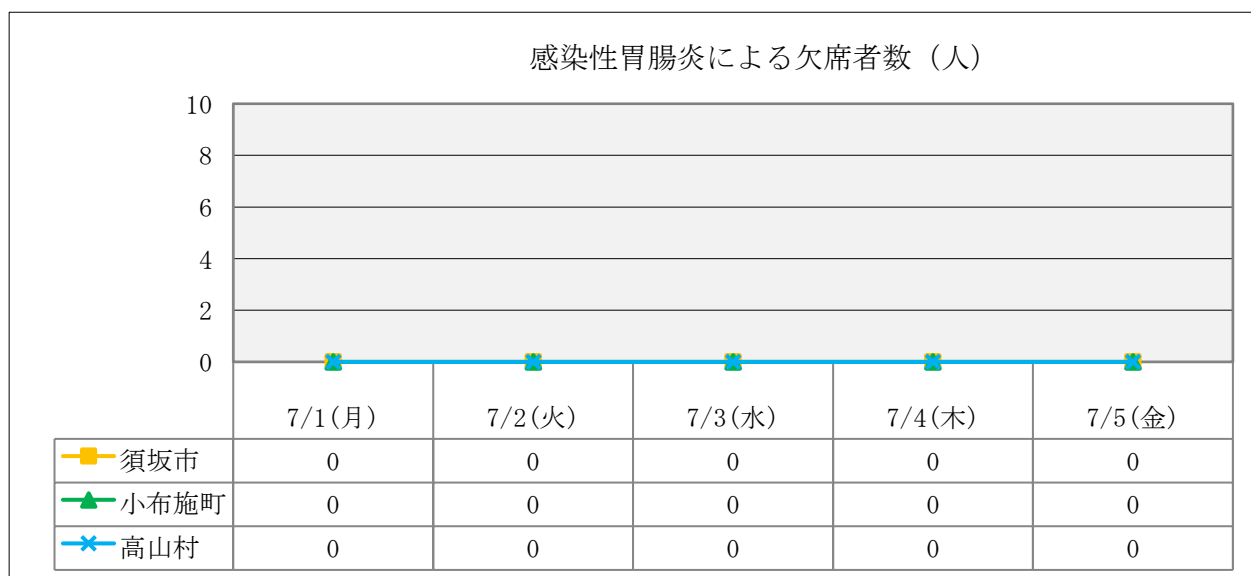 感染性胃腸炎による欠席者数（人）
10
8
6
4
2
0
7/1(月) 7/2(火) 7/3(水) 7/4(木) 7/5(金)
須坂市 0 0 0 0 0
小布施町 0 0 0 0 0
高山村 0 0 0 0 0